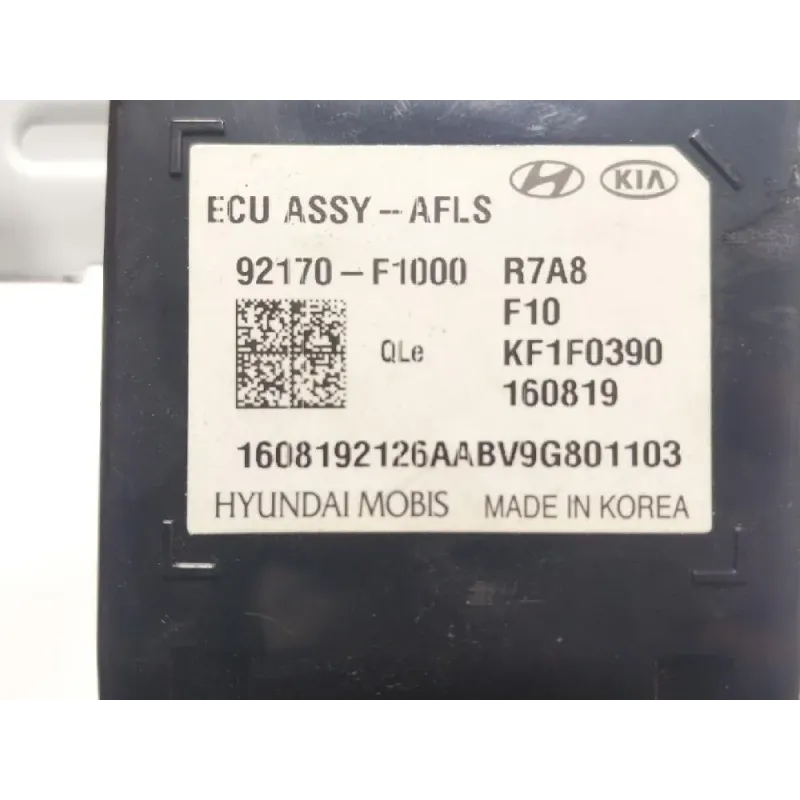 KIA
ECU ASSY--AFLS
92170-F1000 R7A8
F10
QLe KF1F0390
160819
1608192126AABV9G801103
HYUNDAI MOBIS MADE IN KOREA